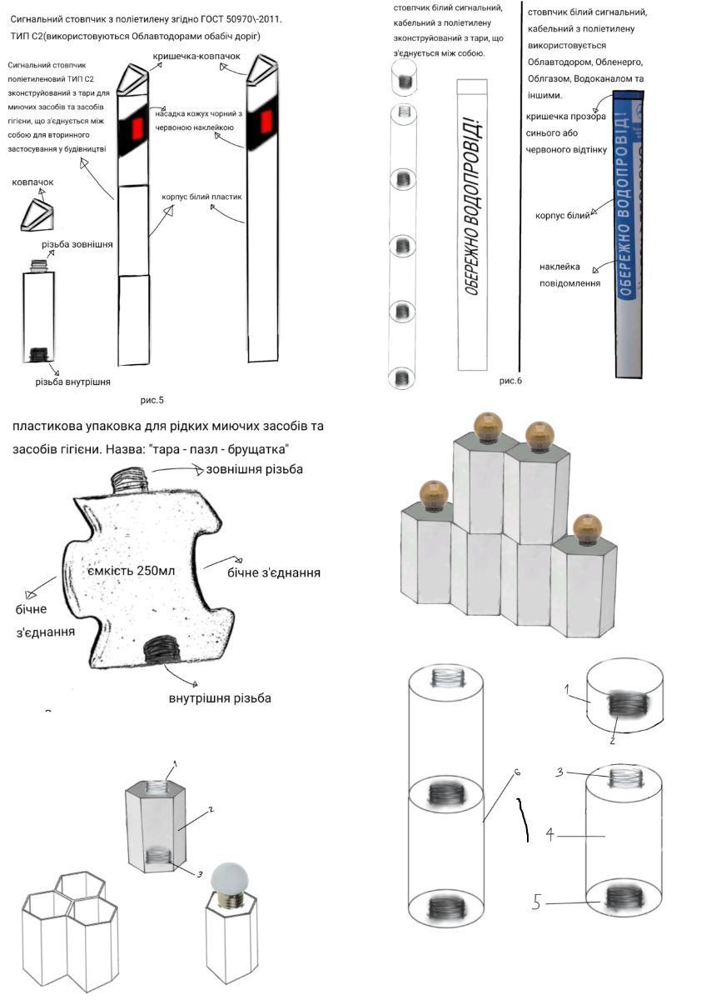 Сигнальний стовпчик з поліетилену згідно ГОСТ 50970\-2011.
ТИП С2(використовуються Облавтодорами обабіч доріг)
Сигнальний стовпчик
поліетиленовий ТИП С2
зконструйований з тари для
миючих засобів та засобів
гігієни, що з'єднується між
собою для вторинного
застосування у будівництві
кришечка-ковпачок
насадка кожух чорний з
червоною наклейкою
ковпачок
корпус білий пластик
різьба зовнішня
різьба внутрішня
рис.5
стовпчик білий сигнальний,
кабельний з поліетилену
зконструйований з тари, що
з'єднується між собою.
ОБЕРЕЖНО ВОДОПРОВІД!
стовпчик білий сигнальний,
кабельний з поліетилену
використовується
Облавтодором, Обленерго,
Облгазом, Водоканалом та
іншими.
кришечка прозора
синього або
червоного відтінку
корпус білий
наклейка
повідомлення
ОБЕРЕЖНО ВОДОПРОВІД!
рис.6
пластикова упаковка для рідких миючих засобів та
засобів гігієни. Назва: "тара - пазл - брущатка"
зовнішня різьба
ємкість 250мл
бічне з'єднання
бічне
з'єднання
внутрішня різьба
1
2
3
6
1
2
3
4
5